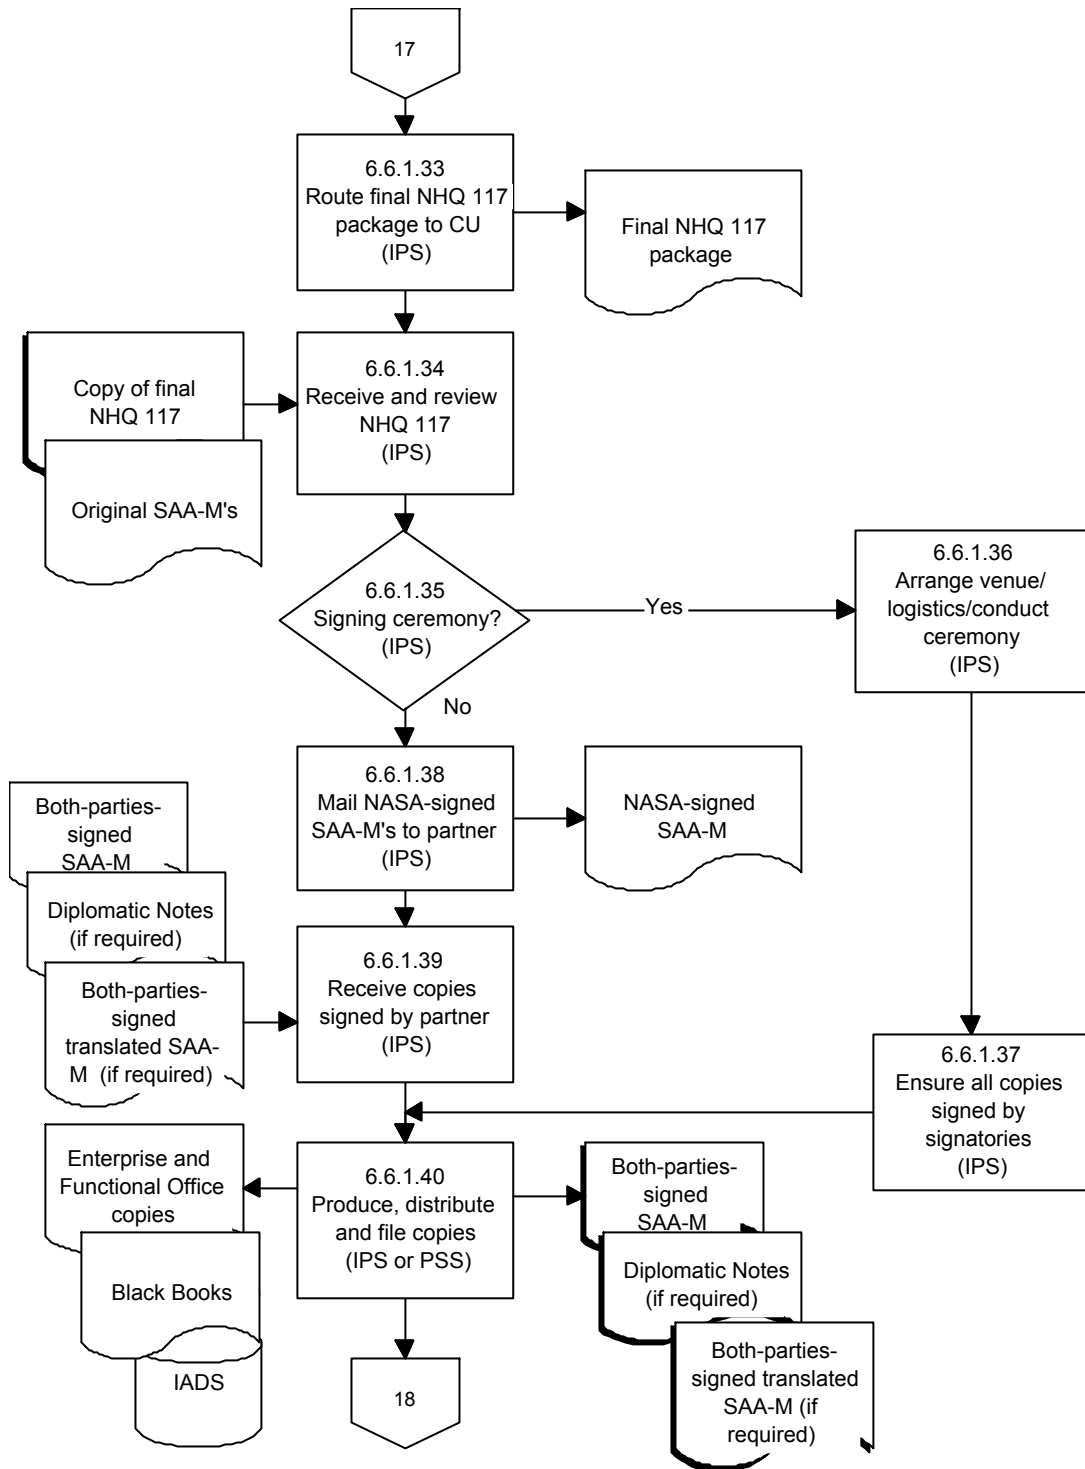 17
6.6.1.33
Route final NHQ 117
package to CU
(IPS)
Final NHQ 117
package
Copy of final
NHQ 117
Original SAA-M's
6.6.1.34
Receive and review
NHQ 117
(IPS)
6.6.1.35
Signing ceremony?
(IPS)
Yes
No
6.6.1.36
Arrange venue/
logistics/conduct
ceremony
(IPS)
6.6.1.38
Mail NASA-signed
SAA-M's to partner
(IPS)
NASA-signed
SAA-M
Both-parties-
signed
SAA-M
Diplomatic Notes
(if required)
Both-parties-
signed
translated SAA-
M (if required)
6.6.1.39
Receive copies
signed by partner
(IPS)
6.6.1.37
Ensure all copies
signed by
signatories
(IPS)
Enterprise and
Functional Office
copies
Black Books
IADS
6.6.1.40
Produce, distribute
and file copies
(IPS or PSS)
Both-parties-
signed
SAA-M
Diplomatic Notes
(if required)
Both-parties-
signed translated
SAA-M (if
required)
18